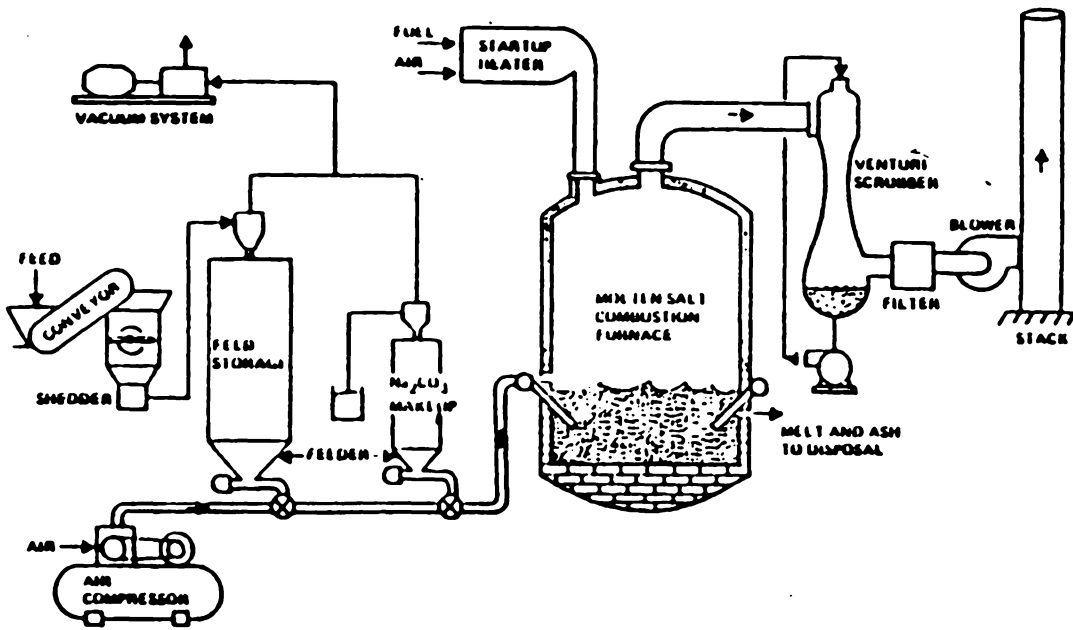 FUEL
AIR
STARTUP
HEATER
VACUUM SYSTEM
VENTURI
SCRUBBER
BLOWER
FEED
CONVEYOR
FILTER
MOLTEN SALT
COMBUSTION
FURNACE
STACK
FEED
STORAGE
Na2CO3
MAKEUP
SHEDDER
MELT AND ASH
TO DISPOSAL
FEEDER
AIR
AIR
COMPRESSOR